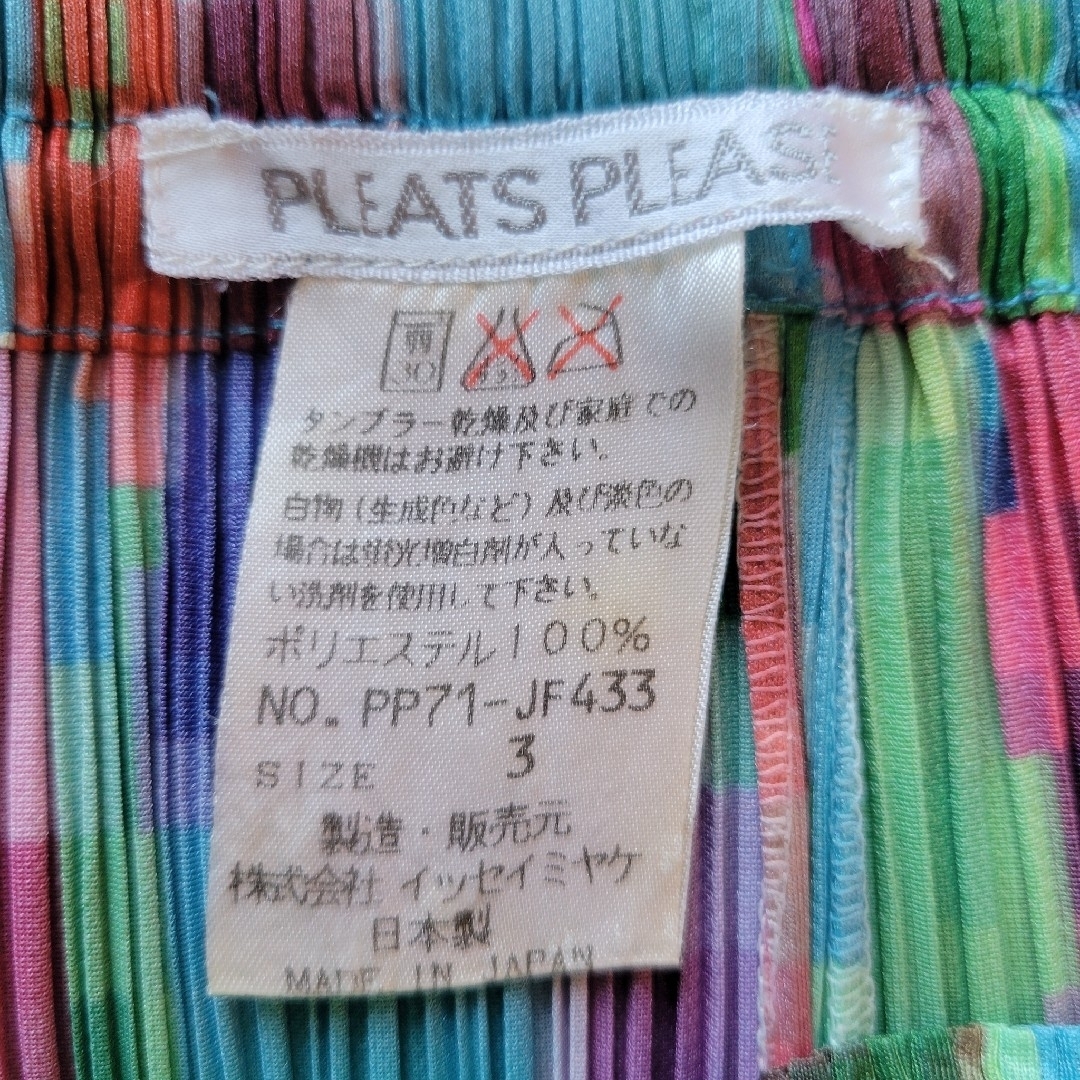 PLEATS PLEASE
30
タンブラー乾燥及び家庭での
乾燥機はお避け下さい。
白物(生成色など)及び淡色の
場合は蛍光増白剤が入っていな
い洗剤を使用して下さい。
ポリエステル100%
NO. PP71-JF433
SIZE 3
製造・販売元
株式会社 イッセイミヤケ
日本製
MADE IN JAPAN